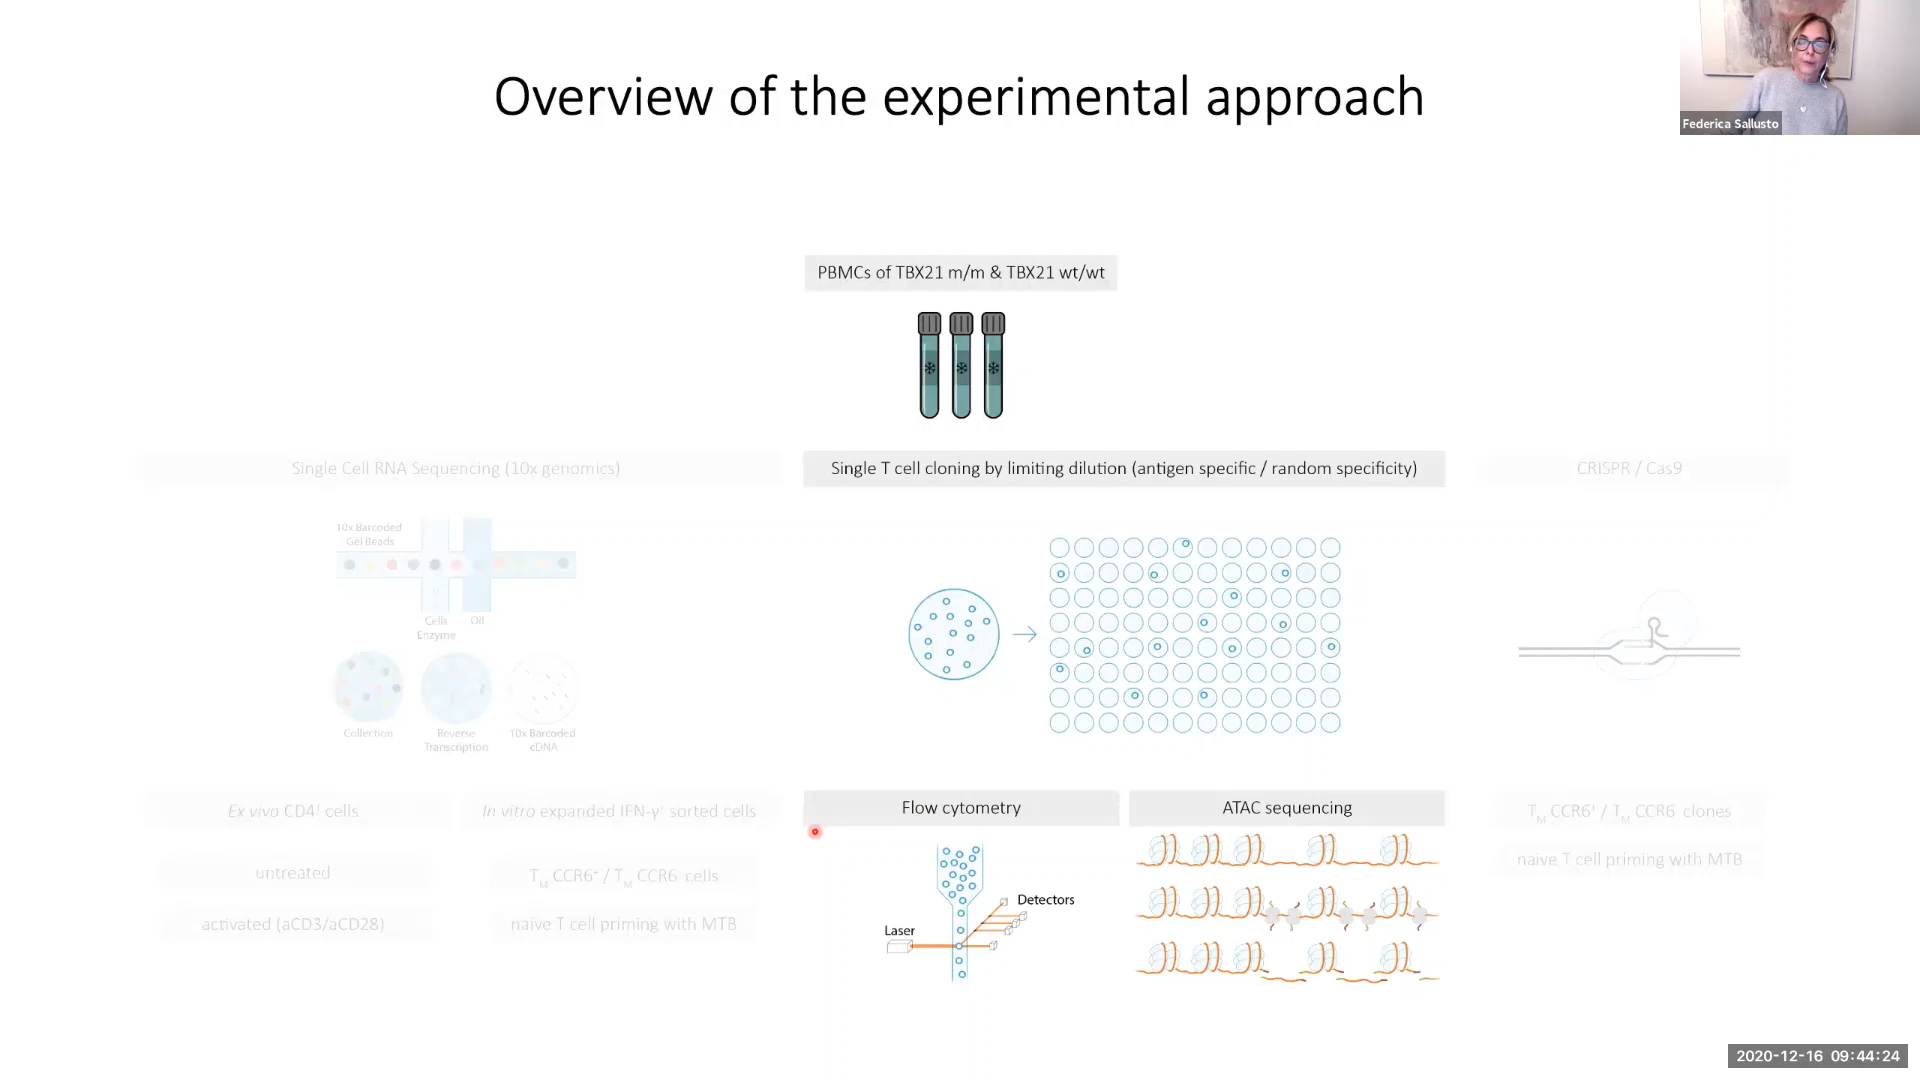 Overview of the experimental approach
Federica Sallusto
PBMCs of TBX21 m/m & TBX21 wt/wt
Single Cell RNA Sequencing (10x genomics)
Single T cell cloning by limiting dilution (antigen specific / random specificity)
CRISPR / Cas9
10x Barcoded
Gel Beads
Cells
Oil
Enzyme
Collection
Reverse
Transcription
10x Barcoded
cDNA
Ex vivo CD4⁺ cells
In vitro expanded IFN-γ⁺ sorted cells
Flow cytometry
ATAC sequencing
TM CCR6⁺ / TM CCR6⁻ clones
untreated
TM CCR6⁺ / TM CCR6⁻ cells
naive T cell priming with MTB
activated (aCD3/aCD28)
naive T cell priming with MTB
Detectors
Laser
2020-12-16 09:44:24